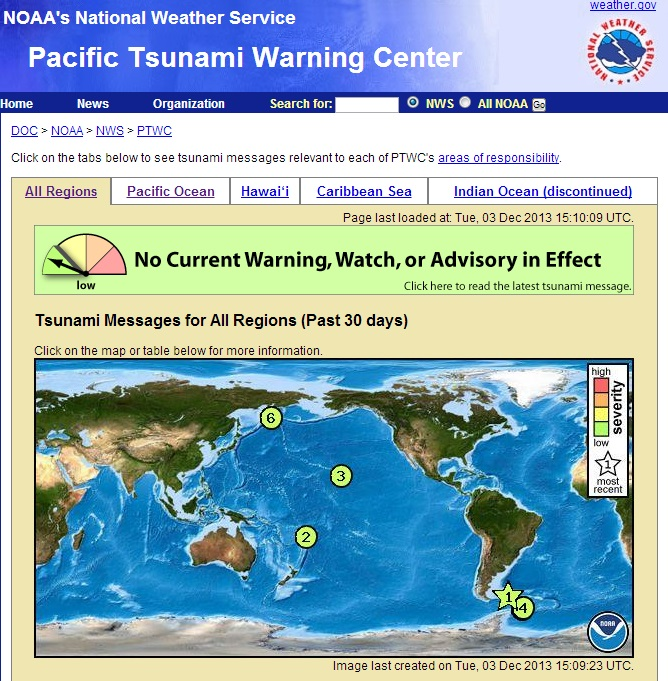 NOAA's National Weather Service
weather.gov
Pacific Tsunami Warning Center
NATIONAL WEATHER SERVICE
Home News Organization Search for: NWS All NOAA Go
DOC > NOAA > NWS > PTWC
Click on the tabs below to see tsunami messages relevant to each of PTWC's areas of responsibility.
All Regions Pacific Ocean Hawai‘i Caribbean Sea Indian Ocean (discontinued)
Page last loaded at: Tue, 03 Dec 2013 15:10:09 UTC.
No Current Warning, Watch, or Advisory in Effect
low
Click here to read the latest tsunami message.
Tsunami Messages for All Regions (Past 30 days)
Click on the map or table below for more information.
high
severity
low
1
most
recent
6
3
2
1
4
NOAA
Image last created on Tue, 03 Dec 2013 15:09:23 UTC.